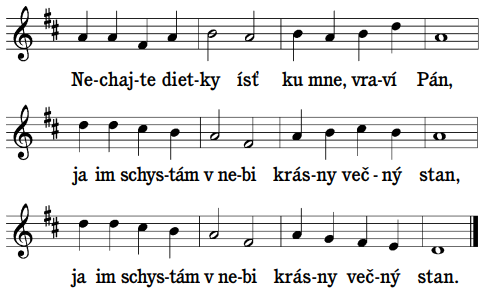 Ne-chaj-te diet-ky ísť ku mne, vra-ví Pán,
ja im schys-tám v ne-bi krás-ny več-ný stan,
ja im schys-tám v ne-bi krás-ny več-ný stan.